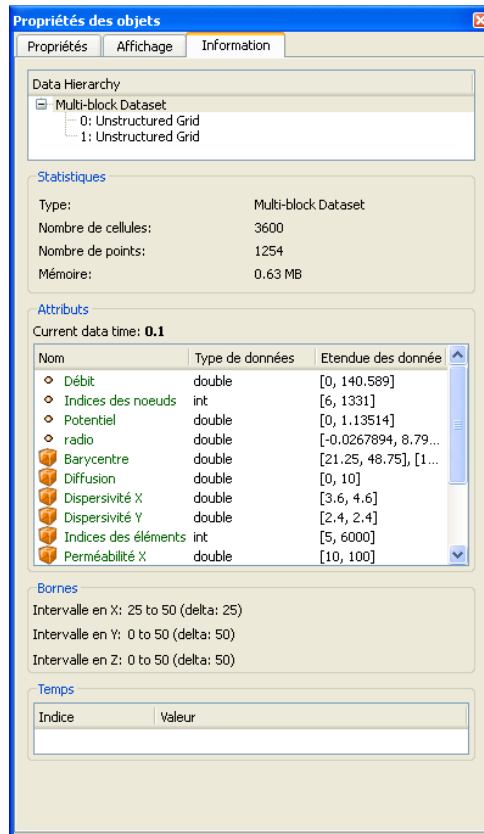 Propriétés des objets
Propriétés Affichage Information
Data Hierarchy
Multi-block Dataset
0: Unstructured Grid
1: Unstructured Grid
Statistiques
Type: Multi-block Dataset
Nombre de cellules: 3600
Nombre de points: 1254
Mémoire: 0.63 MB
Attributs
Current data time: 0.1
Nom Type de données Etendue des donnée
Débit double [0, 140.589]
Indices des noeuds int [6, 1331]
Potentiel double [0, 1.13514]
radio double [-0.0267894, 8.79...
Barycentre double [21.25, 48.75], [1...
Diffusion double [0, 10]
Dispersivité X double [3.6, 4.6]
Dispersivité Y double [2.4, 2.4]
Indices des éléments int [5, 6000]
Perméabilité X double [10, 100]
Bornes
Intervalle en X: 25 to 50 (delta: 25)
Intervalle en Y: 0 to 50 (delta: 50)
Intervalle en Z: 0 to 50 (delta: 50)
Temps
Indice Valeur